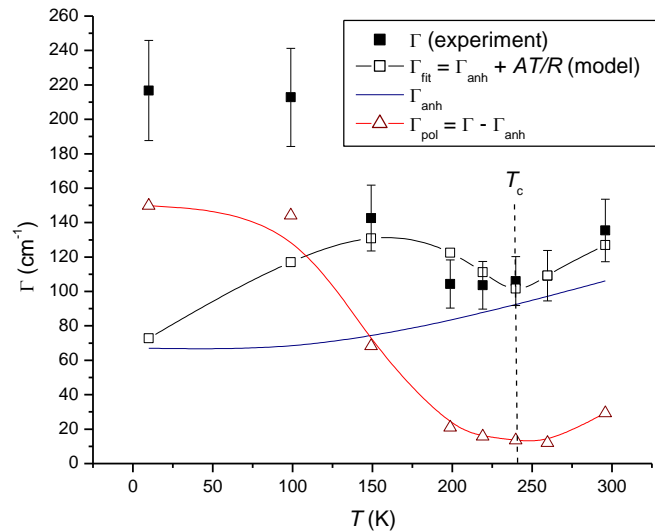 260
240
220
200
180
160
140
120
100
80
60
40
20
0
Γ (cm⁻¹)
Γ (experiment)
Γfit = Γanh + AT/R (model)
Γanh
Γpol = Γ - Γanh
Tc
0 50 100 150 200 250 300
T (K)